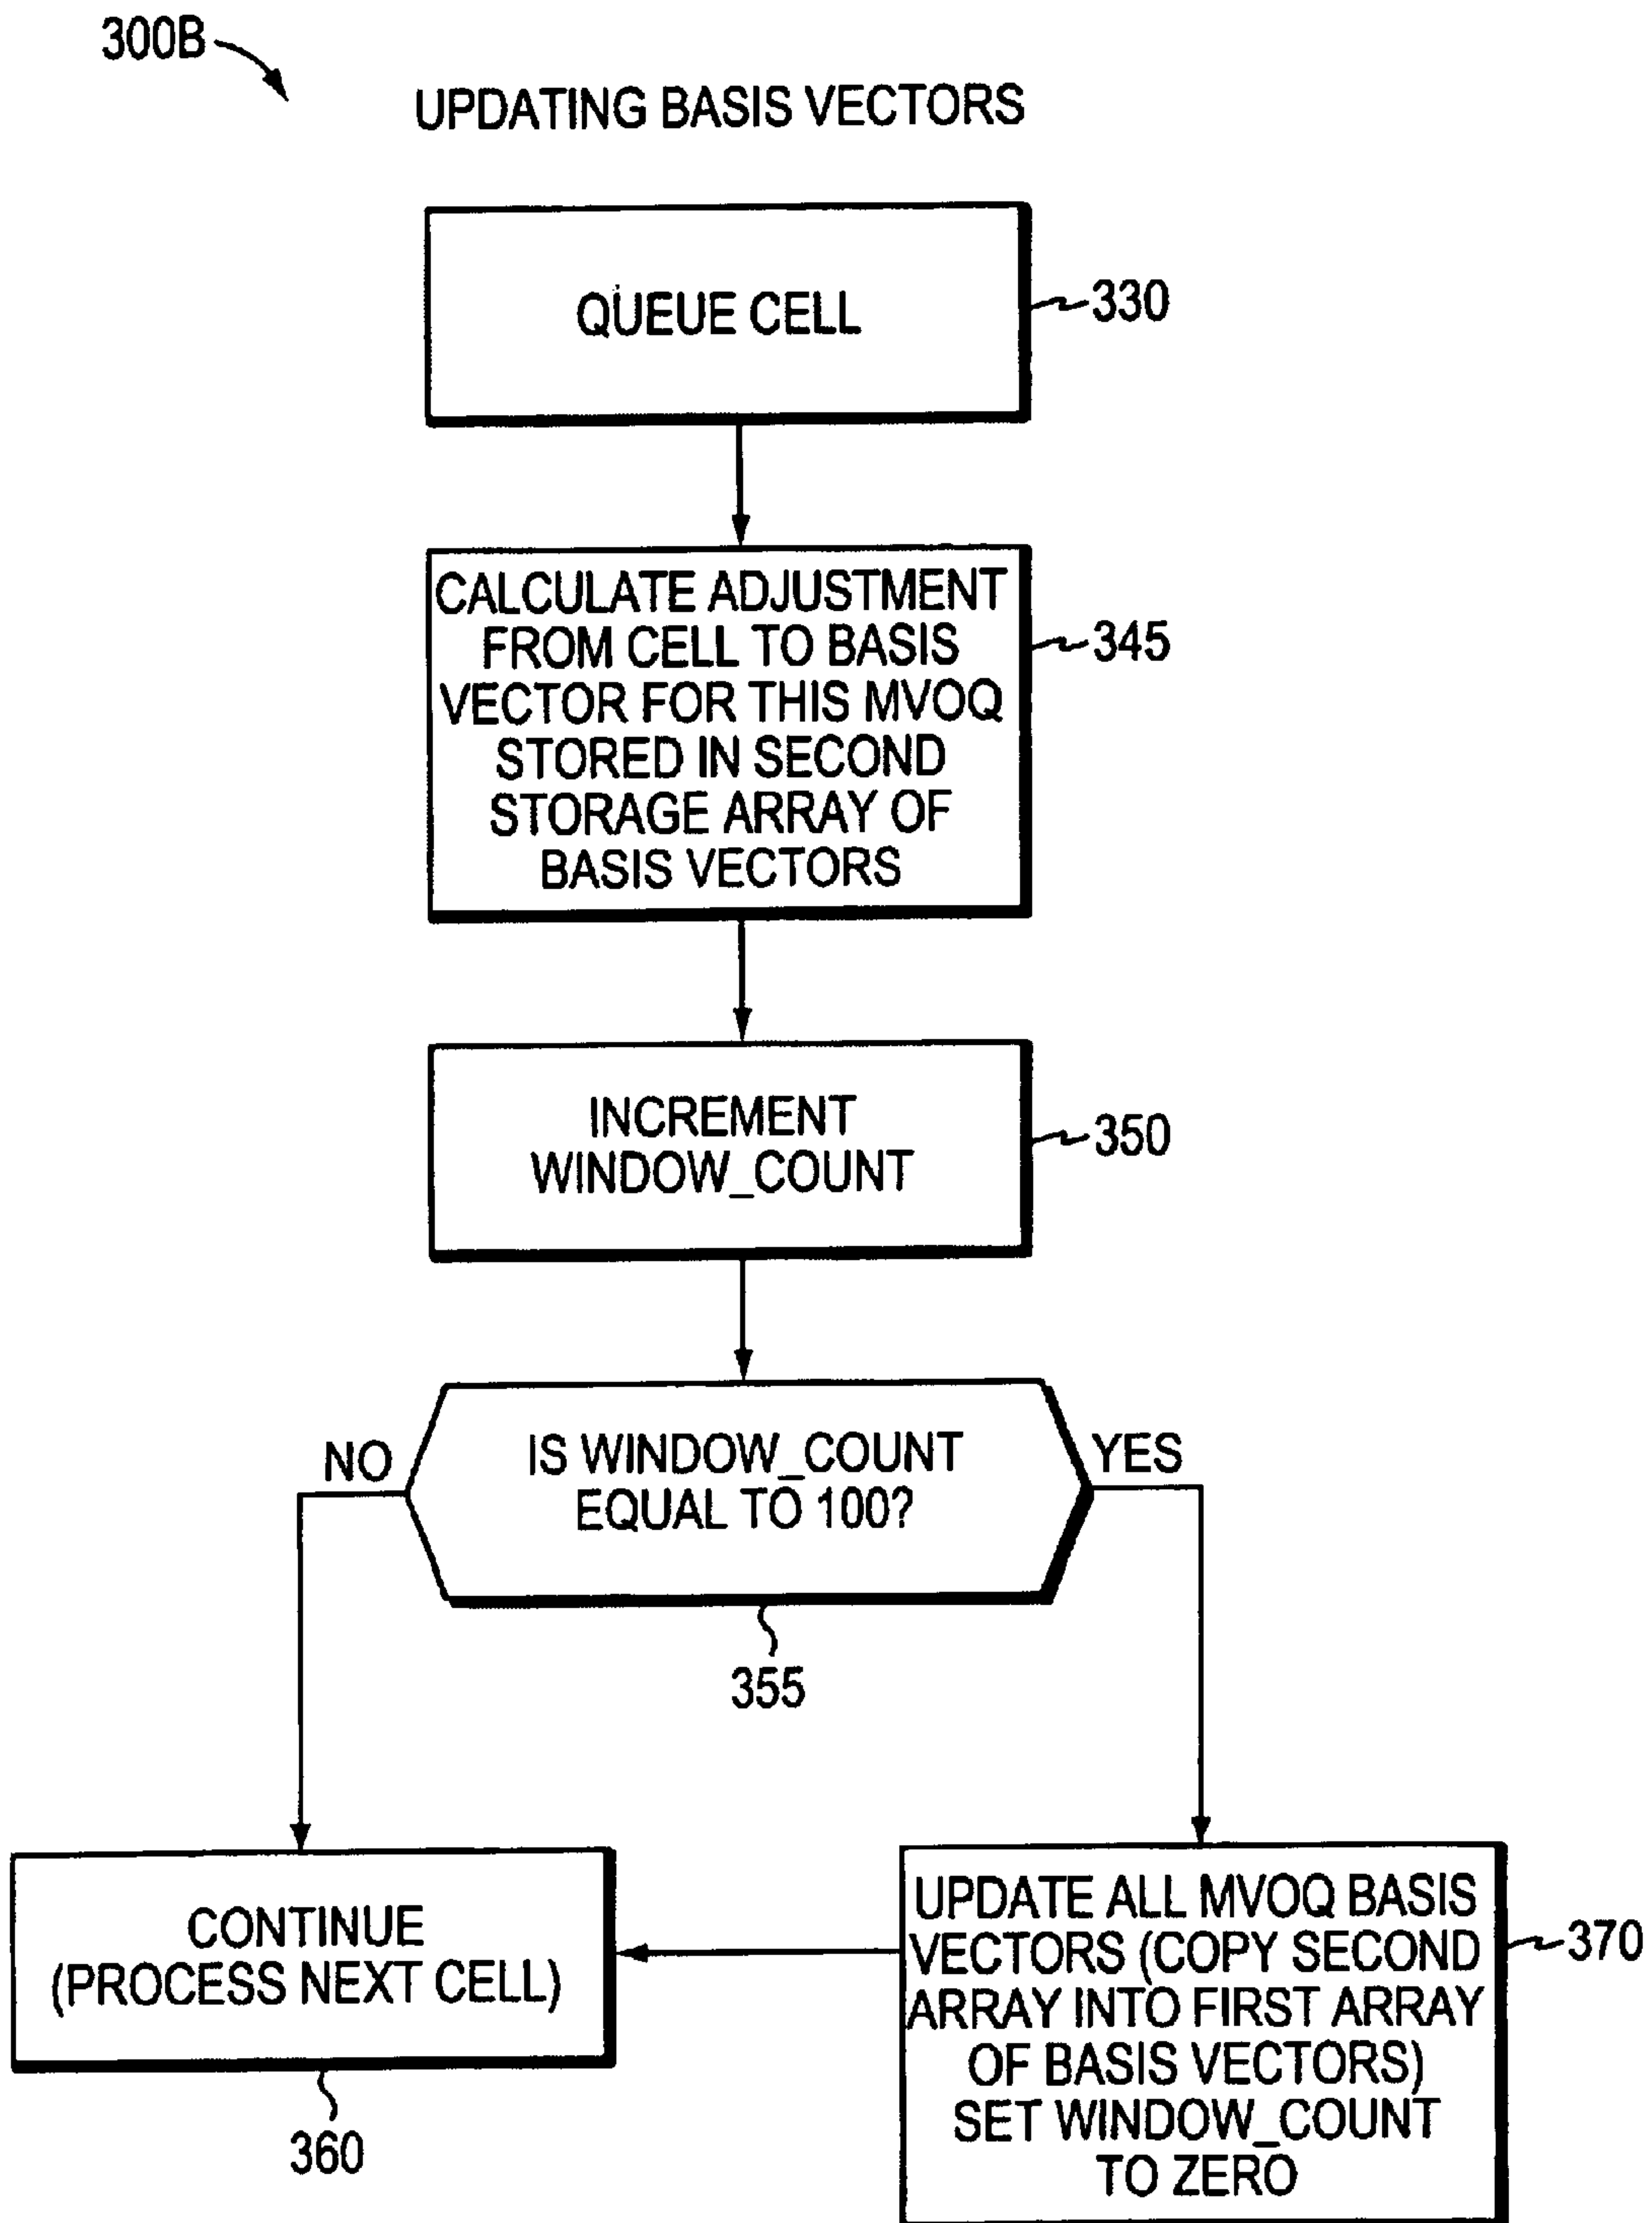 300B
UPDATING BASIS VECTORS
QUEUE CELL
330
CALCULATE ADJUSTMENT
FROM CELL TO BASIS
VECTOR FOR THIS MVOQ
STORED IN SECOND
STORAGE ARRAY OF
BASIS VECTORS
345
INCREMENT
WINDOW_COUNT
350
IS WINDOW_COUNT
EQUAL TO 100?
NO
YES
355
CONTINUE
(PROCESS NEXT CELL)
360
UPDATE ALL MVOQ BASIS
VECTORS (COPY SECOND
ARRAY INTO FIRST ARRAY
OF BASIS VECTORS)
SET WINDOW_COUNT
TO ZERO
370